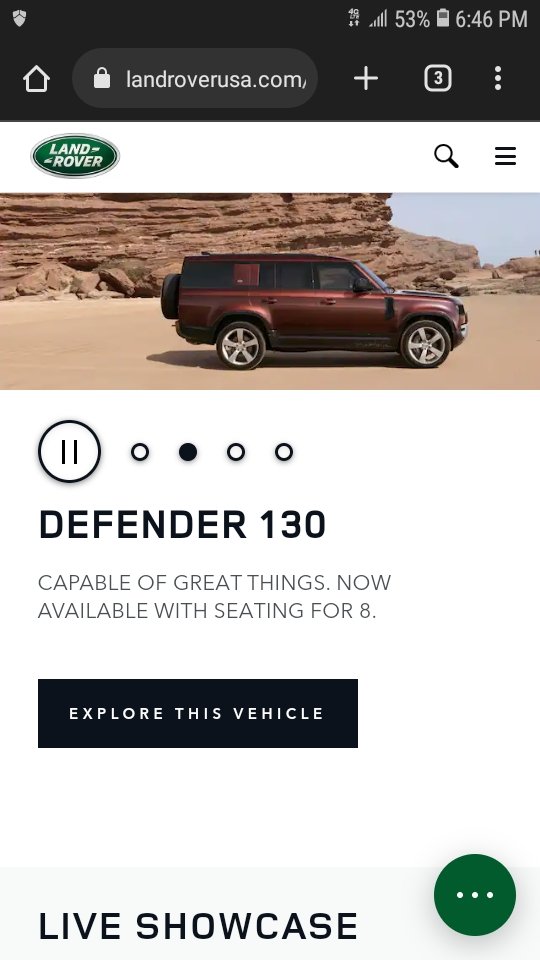 4G LTE 53% 6:46 PM
landroverusa.com/
3
LAND-
-ROVER
DEFENDER 130
CAPABLE OF GREAT THINGS. NOW
AVAILABLE WITH SEATING FOR 8.
EXPLORE THIS VEHICLE
LIVE SHOWCASE